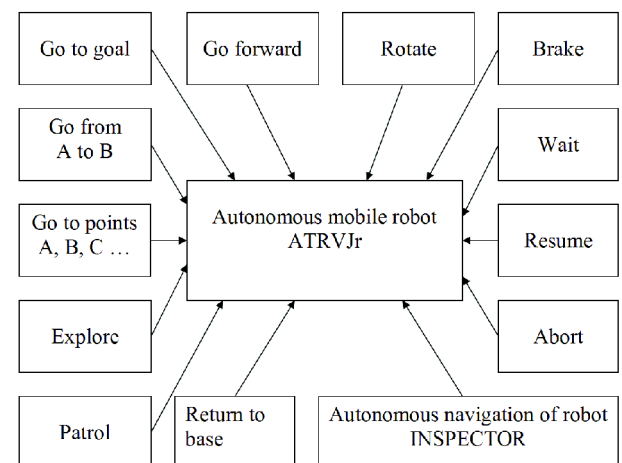 Go to goal
Go forward
Rotate
Brake
Go from
A to B
Wait
Autonomous mobile robot
ATRVJr
Go to points
A, B, C …
Resume
Explore
Abort
Patrol
Return to
base
Autonomous navigation of robot
INSPECTOR